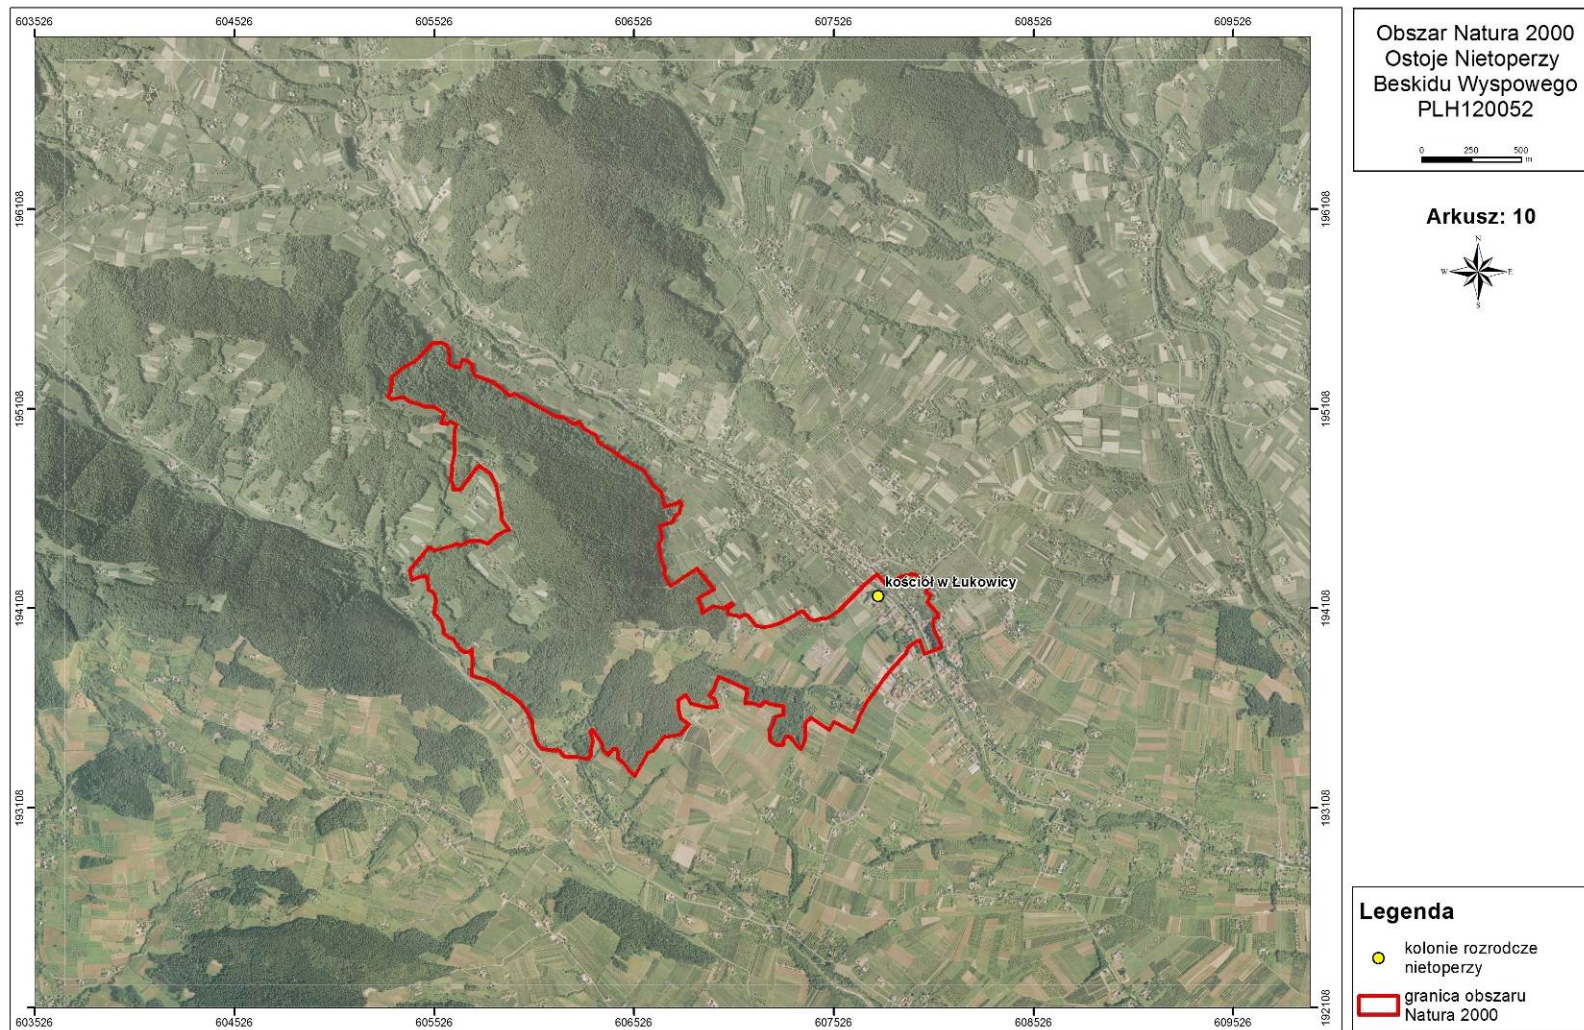 603526 604526 605526 606526 607526 608526 609526
Obszar Natura 2000
Ostoje Nietoperzy
Beskidu Wyspowego
PLH120052
0 250 500
m
Arkusz: 10
N
W E
S
196108 196108
195108 195108
kościół w Łukowicy
194108 194108
193108 193108
192108 192108
603526 604526 605526 606526 607526 608526 609526
Legenda
kolonie rozrodcze
nietoperzy
granica obszaru
Natura 2000